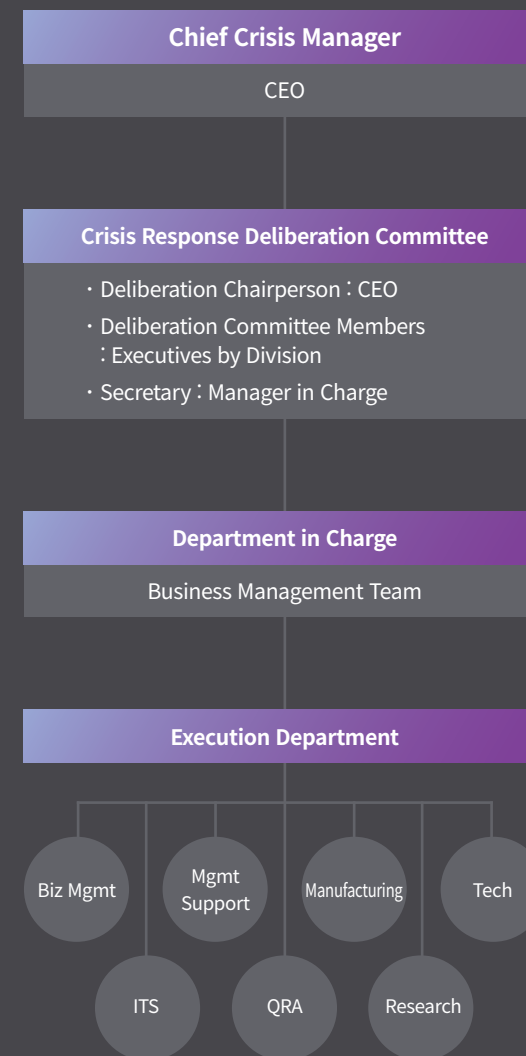 Chief Crisis Manager
CEO
Crisis Response Deliberation Committee
· Deliberation Chairperson : CEO
· Deliberation Committee Members
: Executives by Division
· Secretary : Manager in Charge
Department in Charge
Business Management Team
Execution Department
Biz Mgmt
Mgmt
Support
Manufacturing
Tech
ITS
QRA
Research